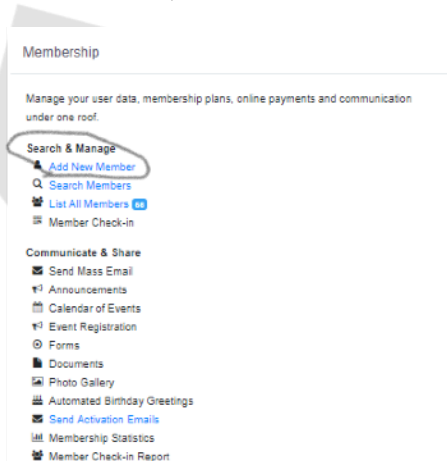 Membership
Manage your user data, membership plans, online payments and communication
under one roof.
Search & Manage
Add New Member
Search Members
List All Members 66
Member Check-in
Communicate & Share
Send Mass Email
Announcements
Calendar of Events
Event Registration
Forms
Documents
Photo Gallery
Automated Birthday Greetings
Send Activation Emails
Membership Statistics
Member Check-in Report